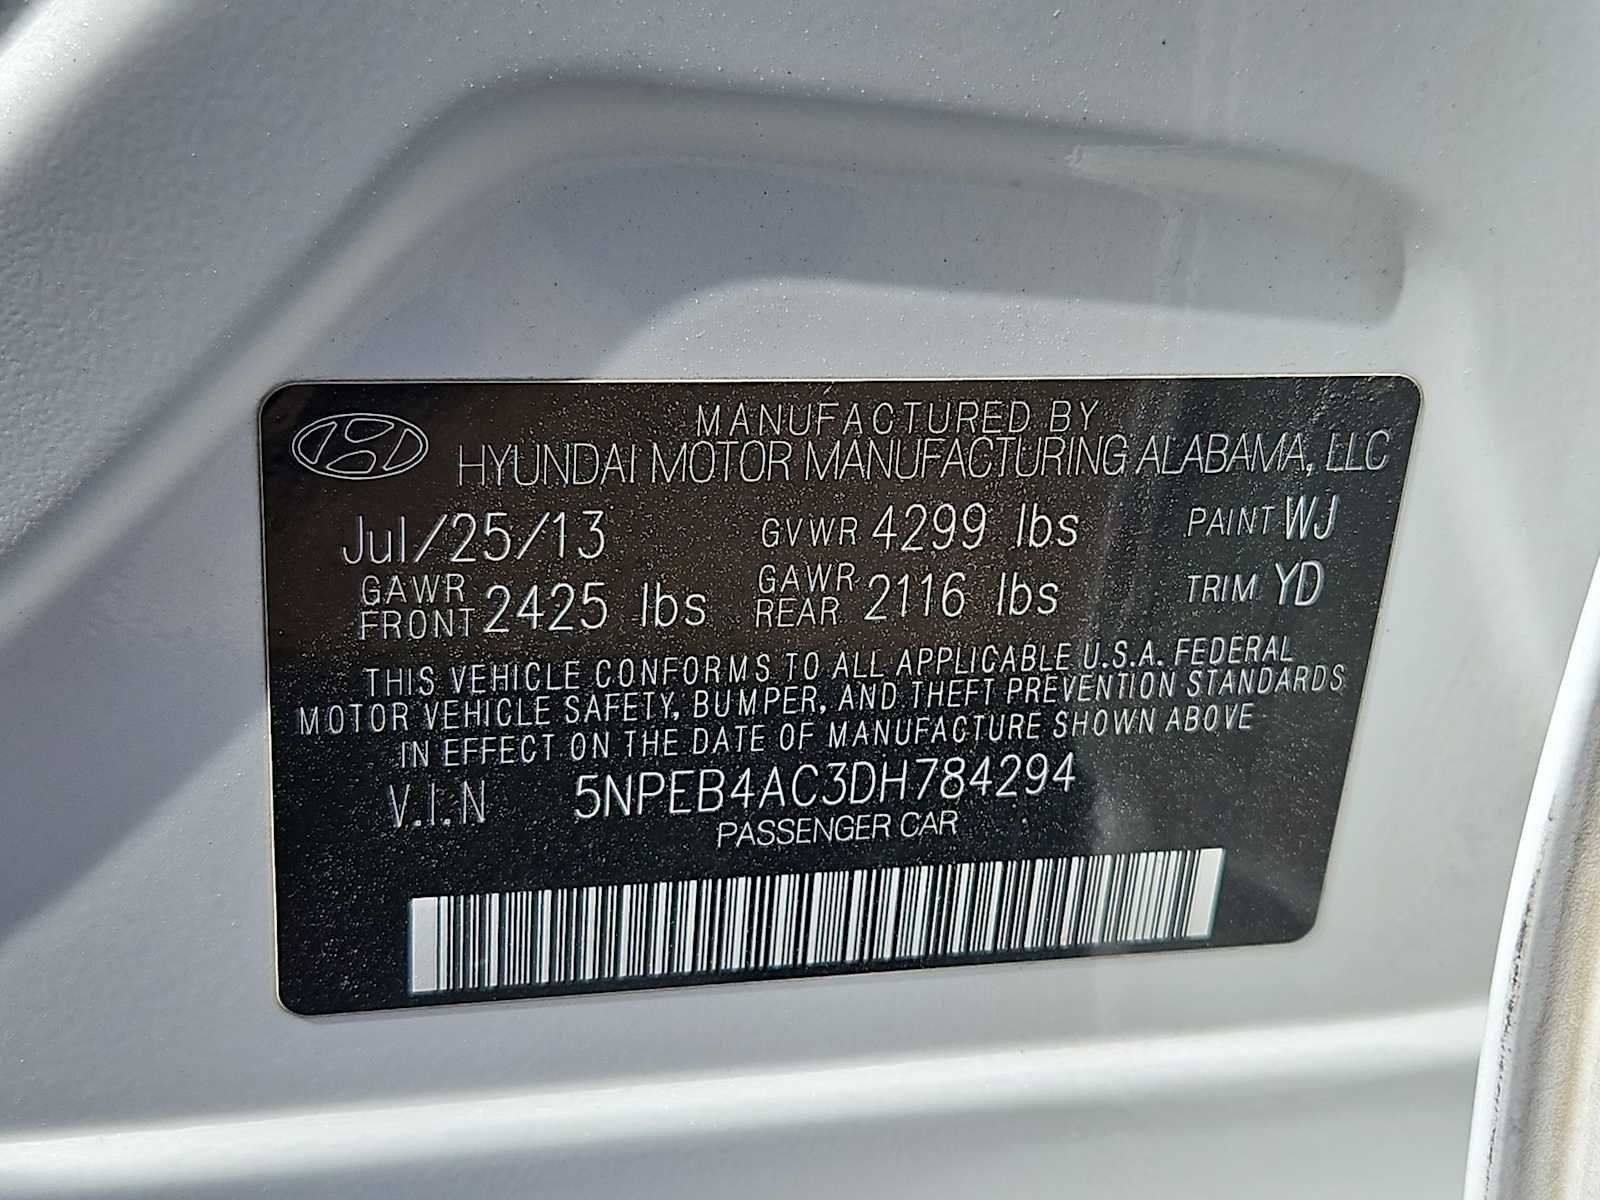 MANUFACTURED BY
HYUNDAI MOTOR MANUFACTURING ALABAMA, LLC
Jul/25/13 GVWR 4299 lbs PAINT WJ
GAWR FRONT 2425 lbs GAWR REAR 2116 lbs TRIM YD
THIS VEHICLE CONFORMS TO ALL APPLICABLE U.S.A. FEDERAL
MOTOR VEHICLE SAFETY, BUMPER, AND THEFT PREVENTION STANDARDS
IN EFFECT ON THE DATE OF MANUFACTURE SHOWN ABOVE
V.I.N 5NPEB4AC3DH784294
PASSENGER CAR